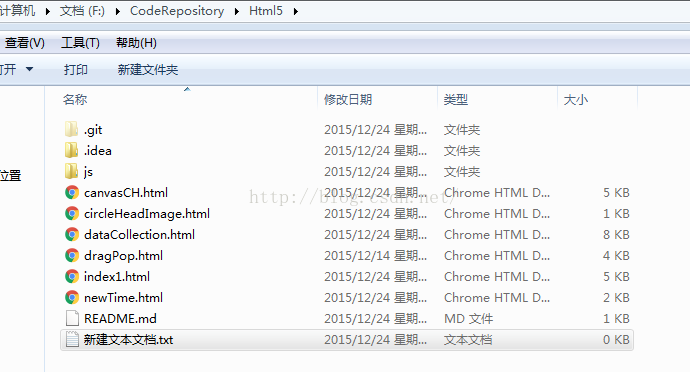 计算机 文档 (F:) CodeRepository Html5
查看(V) 工具(T) 帮助(H)
打开 打印 新建文件夹
名称 修改日期 类型 大小
.git 2015/12/24 星期... 文件夹
.idea 2015/12/24 星期... 文件夹
位置
js 2015/12/24 星期... 文件夹
canvasCH.html 2015/12/24 星期... Chrome HTML D... 5 KB
http://blog.csdn.net/
circleHeadImage.html 2015/12/24 星期... Chrome HTML D... 1 KB
dataCollection.html 2015/12/24 星期... Chrome HTML D... 8 KB
dragPop.html 2015/12/14 星期... Chrome HTML D... 4 KB
index1.html 2015/12/24 星期... Chrome HTML D... 5 KB
newTime.html 2015/12/24 星期... Chrome HTML D... 2 KB
README.md 2015/12/24 星期... MD 文件 1 KB
新建文本文档.txt 2015/12/24 星期... 文本文档 0 KB